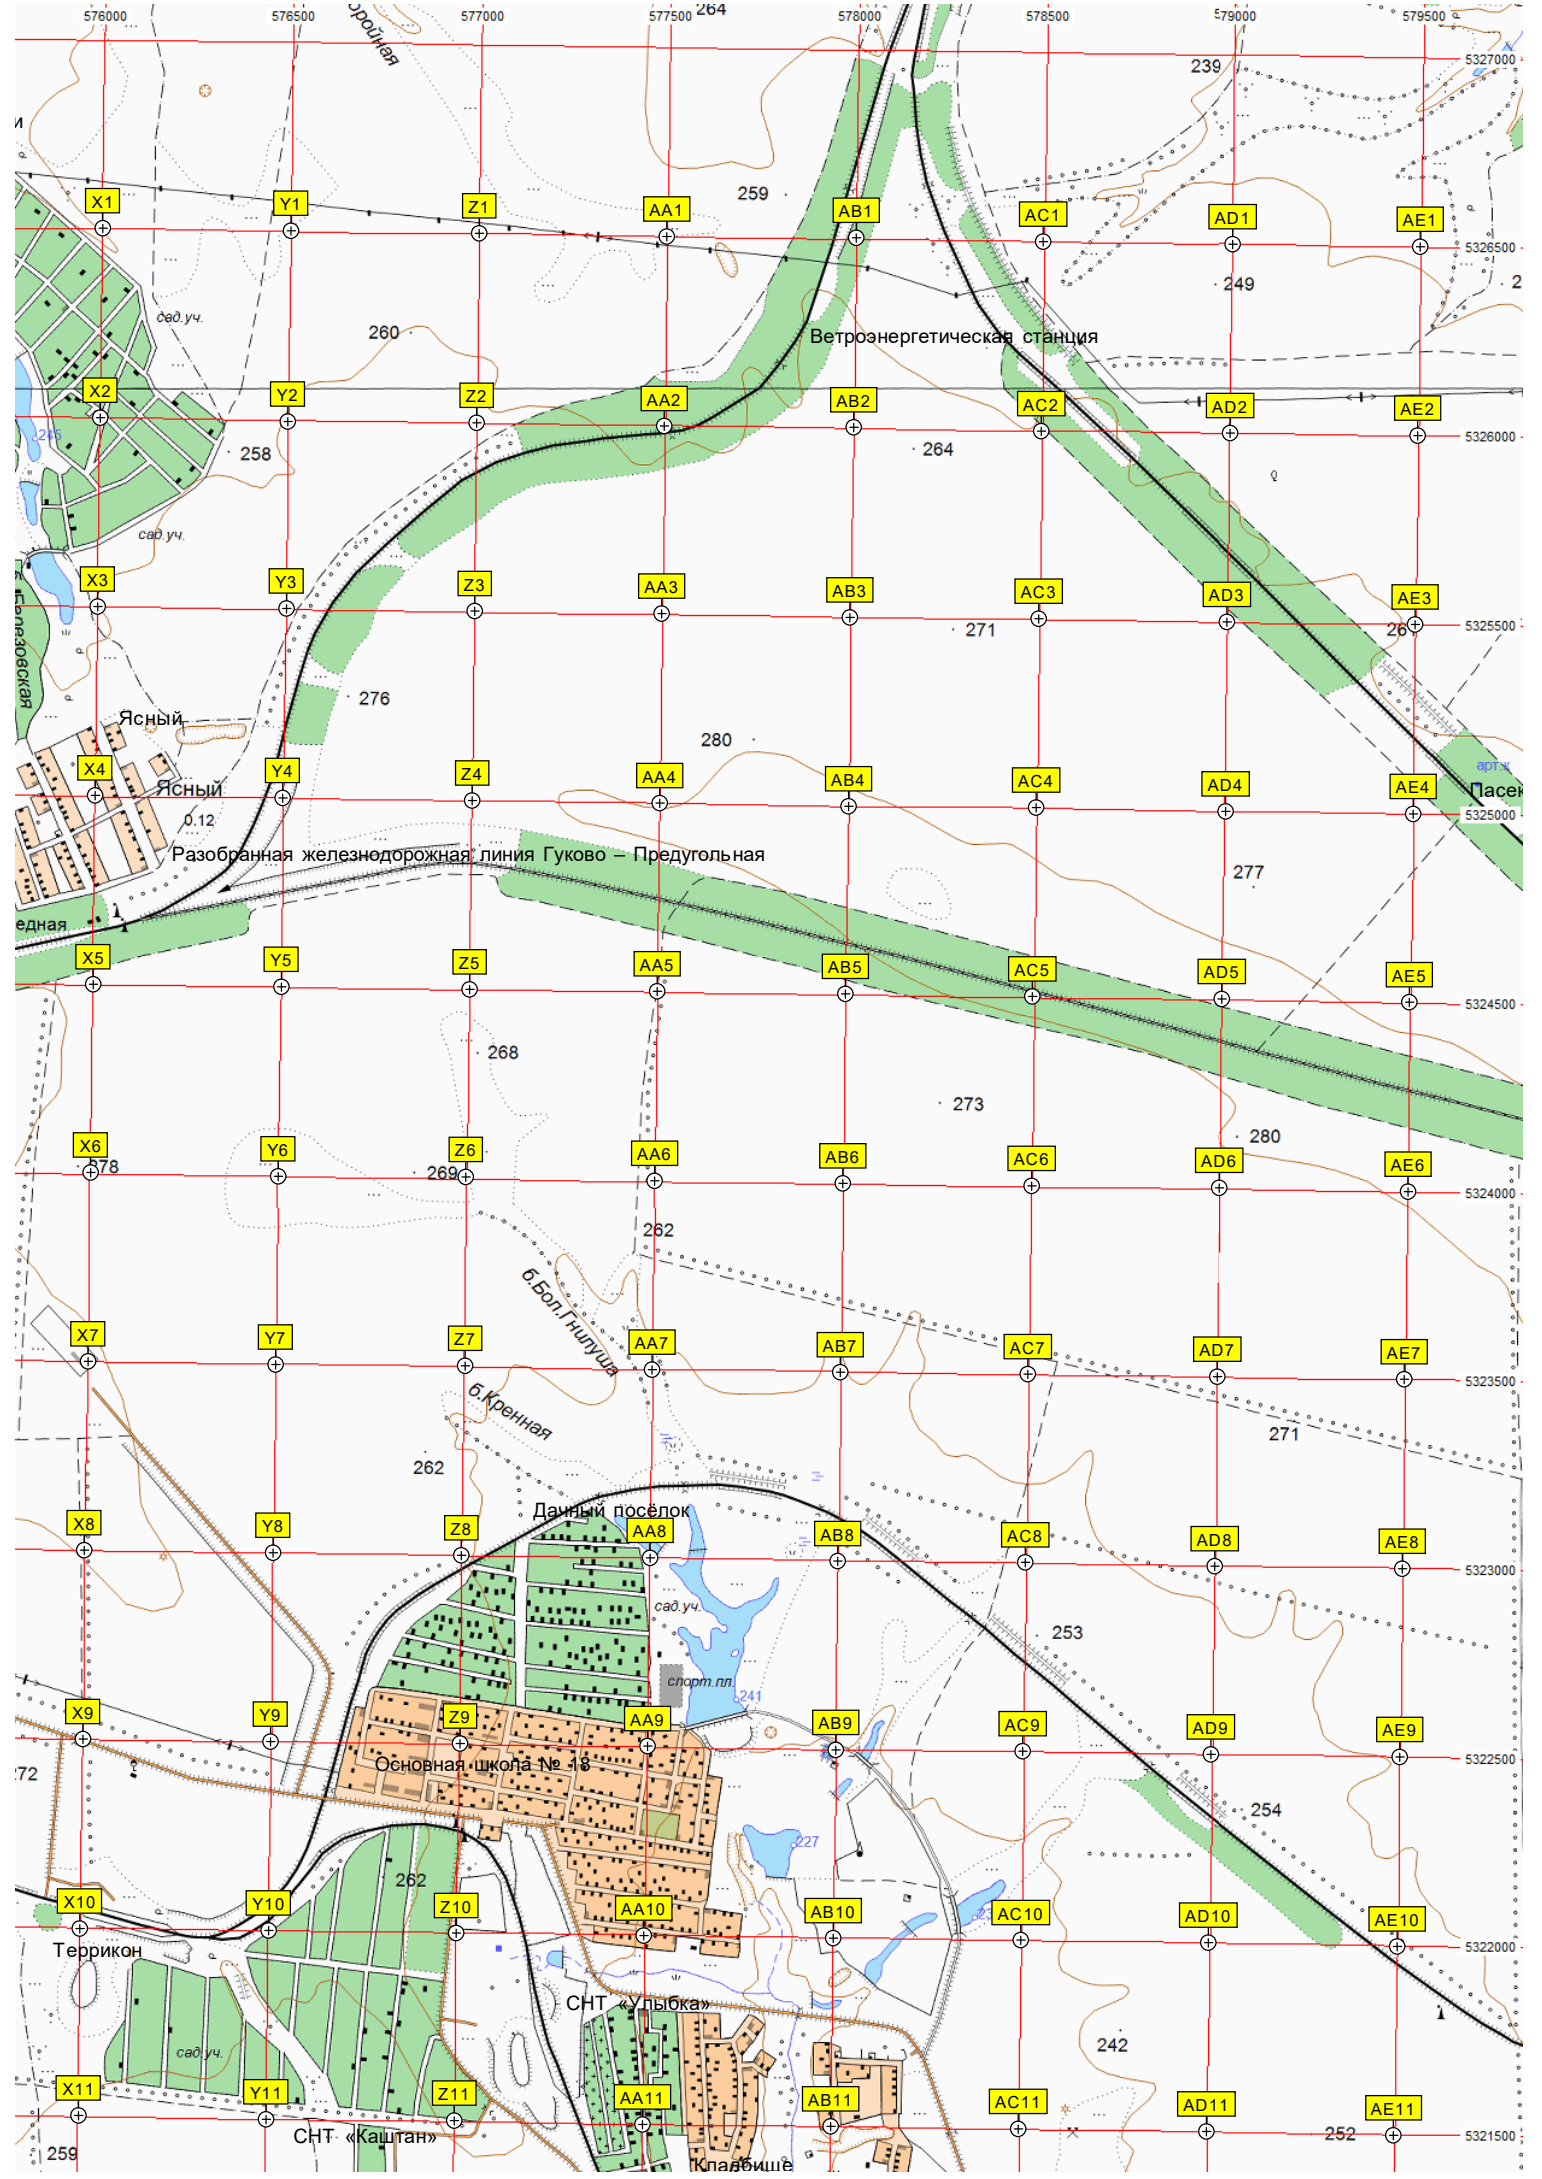 576000 576500 577000 577500 578000 578500 579000 579500
264
5327000
239
259
X1 Y1 Z1 AA1 AB1 AC1 AD1 AE1
5326500
249
сад.уч.
260
Ветроэнергетическая станция
X2 Y2 Z2 AA2 AB2 AC2 AD2 AE2
5326000
258
264
сад.уч.
X3 Y3 Z3 AA3 AB3 AC3 AD3 AE3
5325500
271
276
Ясный
280
X4 Y4 Z4 AA4 AB4 AC4 AD4 AE4
Ясный
5325000
0.12
Разобранная железнодорожная линия Гуково – Предугольная
277
едная
X5 Y5 Z5 AA5 AB5 AC5 AD5 AE5
5324500
268
273
280
X6 Y6 Z6 AA6 AB6 AC6 AD6 AE6
269
5324000
262
б.Бол.Гнилуша
X7 Y7 Z7 AA7 AB7 AC7 AD7 AE7
5323500
б.Кренная
271
262
Дачный посёлок
X8 Y8 Z8 AA8 AB8 AC8 AD8 AE8
5323000
сад.уч.
253
спорт.пл.
241
X9 Y9 Z9 AA9 AB9 AC9 AD9 AE9
5322500
Основная школа № 18
254
227
262
X10 Y10 Z10 AA10 AB10 AC10 AD10 AE10
5322000
Террикон
СНТ «Улыбка»
242
сад.уч.
X11 Y11 Z11 AA11 AB11 AC11 AD11 AE11
СНТ «Каштан»
252
5321500
259
Кладбище